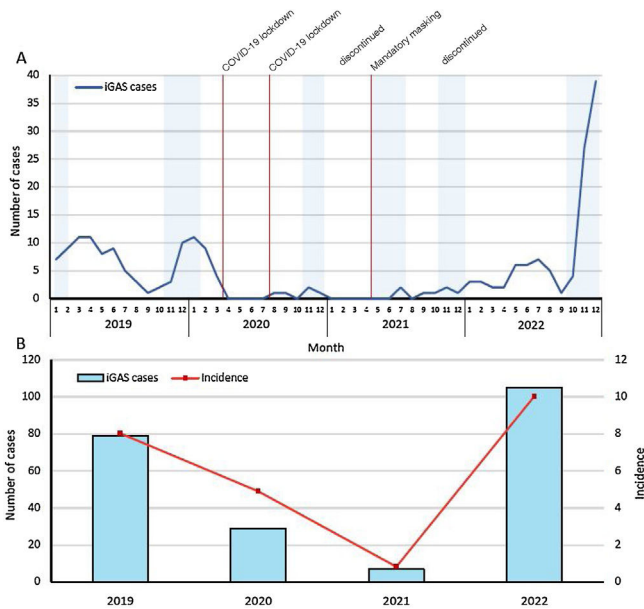 COVID-19 lockdown
COVID-19 lockdown
discontinued
Mandatory masking
discontinued
A
40
35
30
25
20
15
10
5
0
Number of cases
iGAS cases
1 2 3 4 5 6 7 8 9 10 11 12 1 2 3 4 5 6 7 8 9 10 11 12 1 2 3 4 5 6 7 8 9 10 11 12 1 2 3 4 5 6 7 8 9 10 11 12
2019 2020 2021 2022
Month
B
120
100
80
60
40
20
0
Number of cases
iGAS cases Incidence
12
10
8
6
4
2
0
Incidence
2019 2020 2021 2022